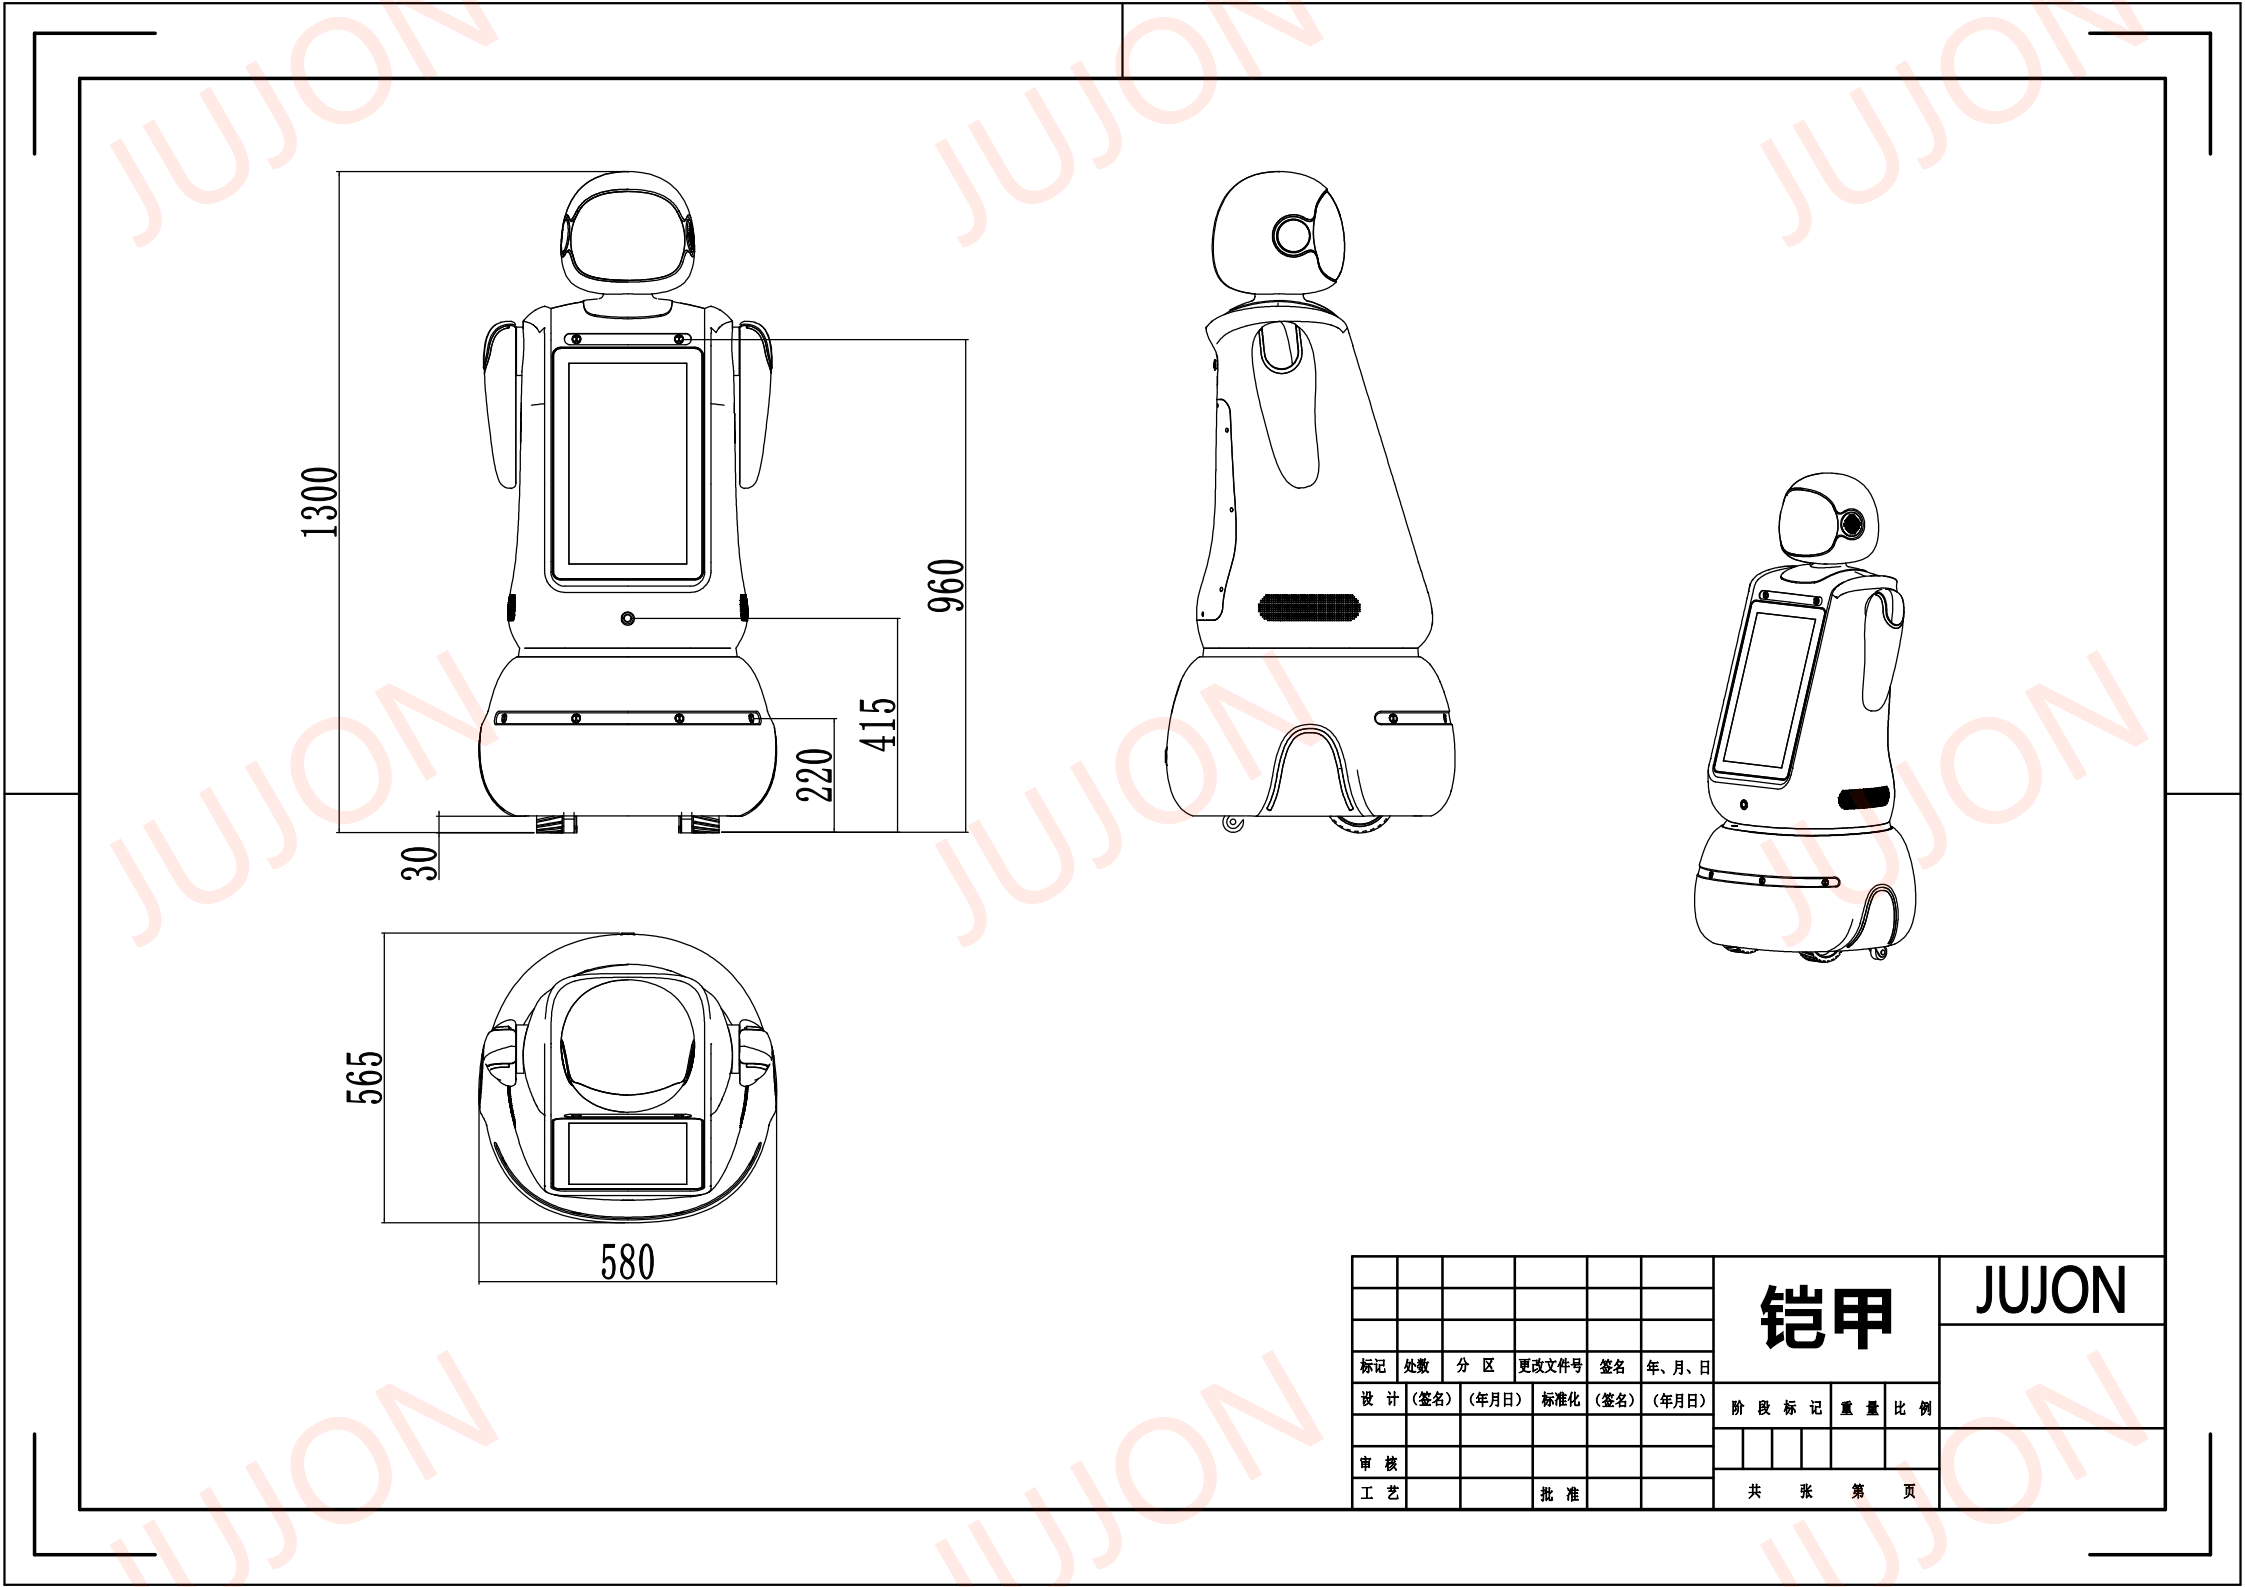 JUJON
JUJON
JUJON
1300
960
415
220
30
JUJON
JUJON
JUJON
565
580
铠甲
JUJON
标记 处数 分 区 更改文件号 签名 年、月、日
设 计 (签名) (年月日) 标准化 (签名) (年月日)
阶 段 标 记 重 量 比 例
审 核
工 艺 批 准
共 张 第 页
JUJON
JUJON
JUJON